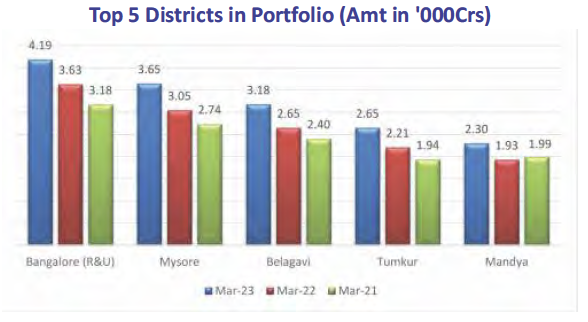 Top 5 Districts in Portfolio (Amt in '000Crs)
4.19 3.63 3.18 3.65 3.05 2.74 3.18 2.65 2.40 2.65 2.21 1.94 2.30 1.93 1.99
Bangalore (R&U) Mysore Belagavi Tumkur Mandya
Mar-23 Mar-22 Mar-21